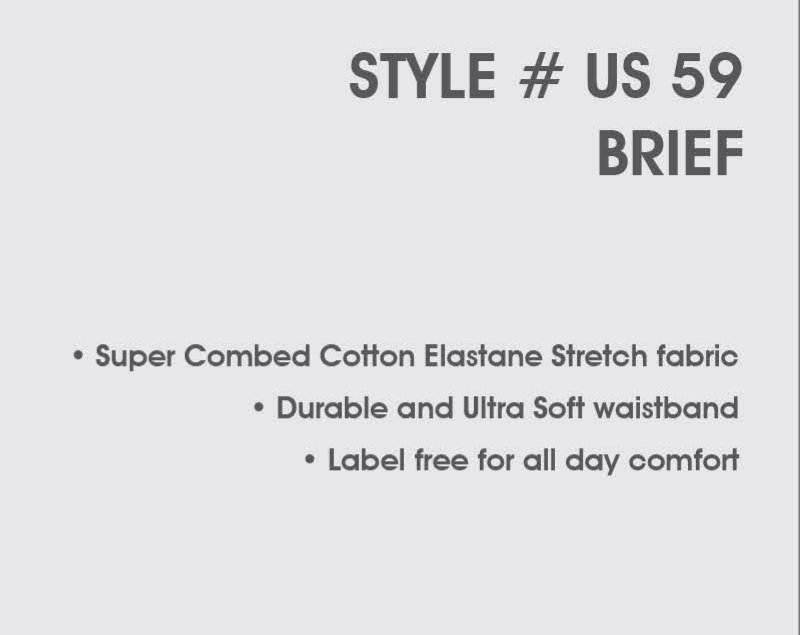 STYLE # US 59
BRIEF
• Super Combed Cotton Elastane Stretch fabric
• Durable and Ultra Soft waistband
• Label free for all day comfort